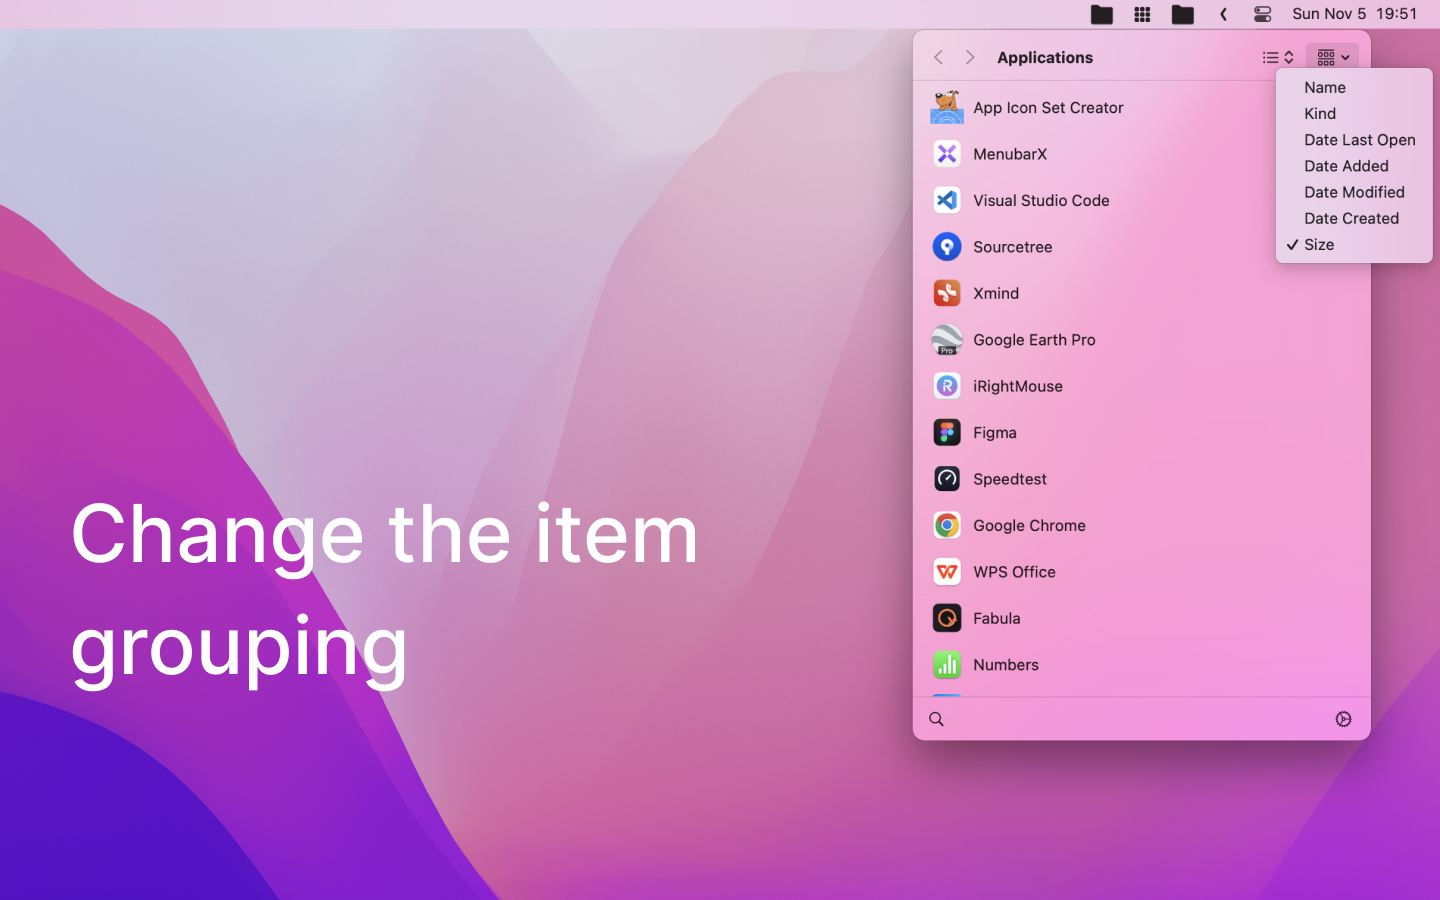 Sun Nov 5 19:51
Applications
App Icon Set Creator
MenubarX
Visual Studio Code
Sourcetree
Xmind
Google Earth Pro
Pro
iRightMouse
Figma
Speedtest
Google Chrome
WPS Office
Fabula
Numbers
Name
Kind
Date Last Open
Date Added
Date Modified
Date Created
Size
Change the item
grouping